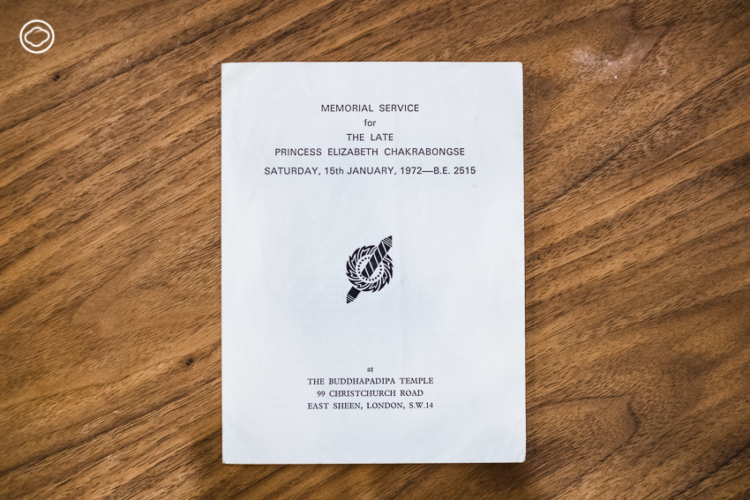 MEMORIAL SERVICE
for
THE LATE
PRINCESS ELIZABETH CHAKRABONGSE
SATURDAY, 15th JANUARY, 1972—B.E. 2515
at
THE BUDDHAPADIPA TEMPLE
99 CHRISTCHURCH ROAD
EAST SHEEN, LONDON, S.W.14